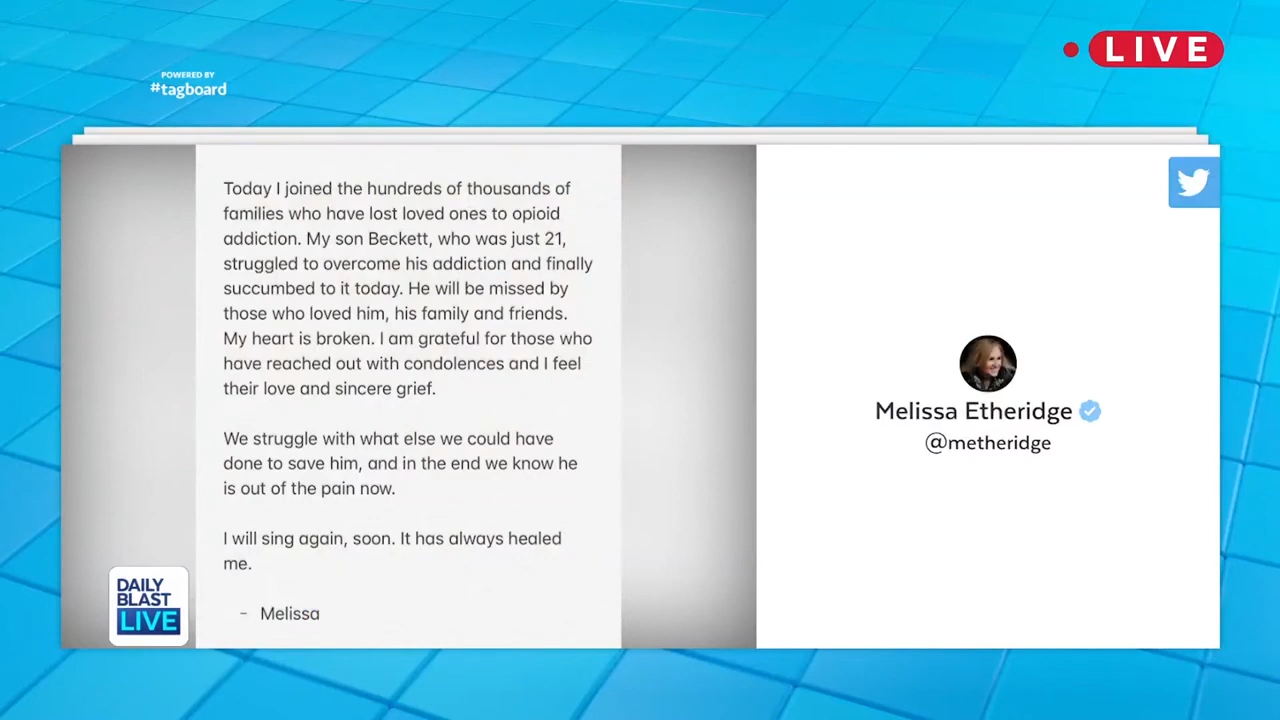 LIVE
POWERED BY
#tagboard
Today I joined the hundreds of thousands of
families who have lost loved ones to opioid
addiction. My son Beckett, who was just 21,
struggled to overcome his addiction and finally
succumbed to it today. He will be missed by
those who loved him, his family and friends.
My heart is broken. I am grateful for those who
have reached out with condolences and I feel
their love and sincere grief.
We struggle with what else we could have
done to save him, and in the end we know he
is out of the pain now.
I will sing again, soon. It has always healed
me.
- Melissa
Melissa Etheridge
@metheridge
DAILY
BLAST
LIVE